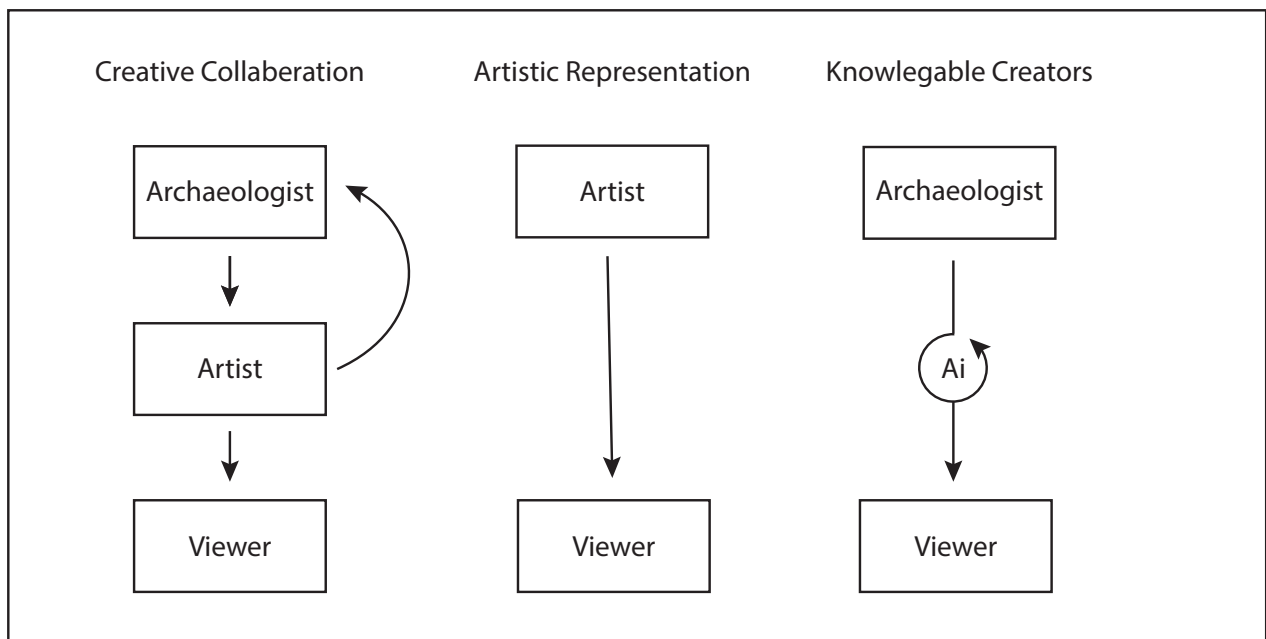 Creative Collaberation
Artistic Representation
Knowlegable Creators
Archaeologist
Artist
Viewer
Artist
Viewer
Archaeologist
Ai
Viewer